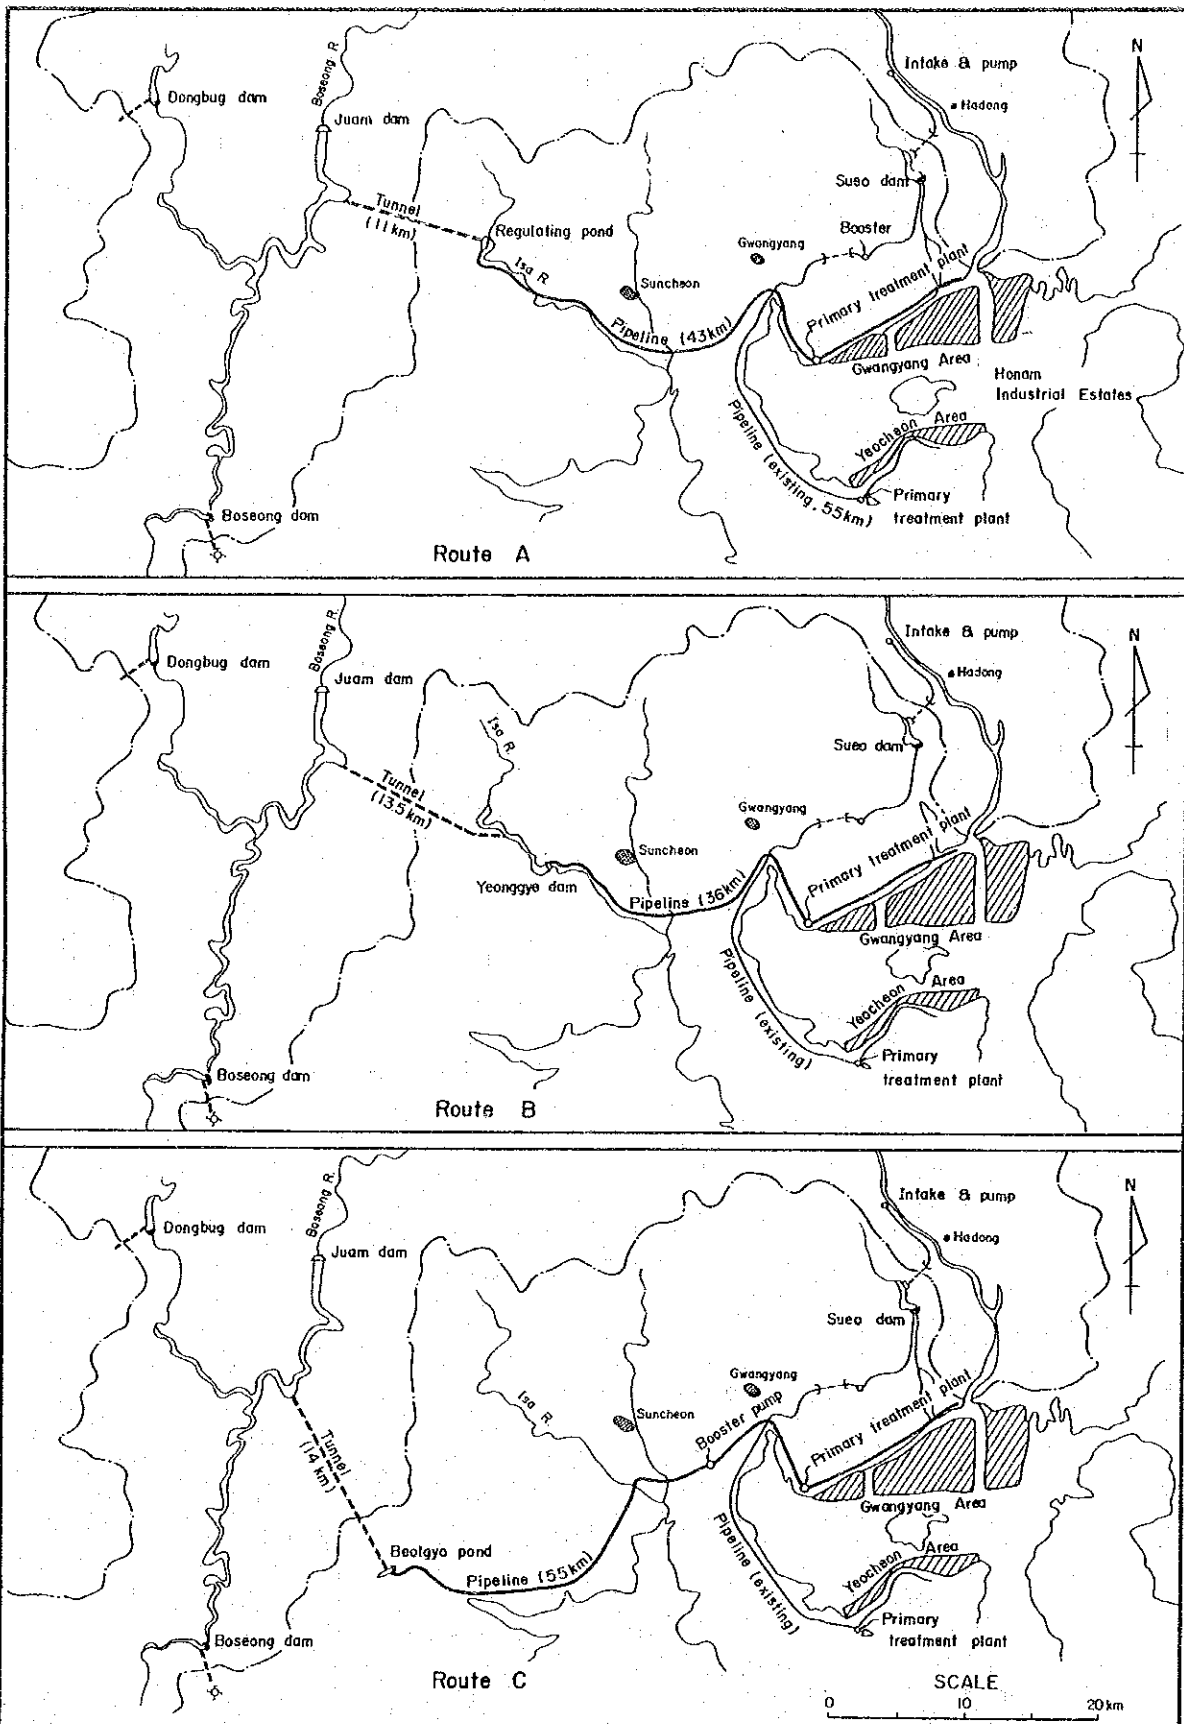 Boseong R.
Intake & pump
N
Dongbug dam
Hadong
Juam dam
Sueo dam
Tunnel
(11km)
Regulating pond
Booster
Gwangyang
Isa R.
Suncheon
Primary treatment plant
Pipeline (43km)
Gwangyang Area
Honam
Industrial Estates
Pipeline (existing, 55km)
Yeocheon Area
Primary
treatment plant
Boseong dam
Route A
Boseong R.
Intake & pump
N
Dongbug dam
Hadong
Juam dam
Isa R.
Sueo dam
Tunnel
(13.5km)
Gwangyang
Suncheon
Primary treatment plant
Yeonggye dam
Pipeline (36km)
Gwangyang Area
Pipeline (existing)
Yeocheon Area
Primary
treatment plant
Boseong dam
Route B
Boseong R.
Intake & pump
N
Dongbug dam
Hadong
Juam dam
Sueo dam
Gwangyang
Isa R.
Suncheon
Booster pump
Primary treatment plant
Tunnel
(14km)
Gwangyang Area
Beolgyo pond
Pipeline (55km)
Pipeline (existing)
Yeocheon Area
Primary
treatment plant
Boseong dam
Route C
SCALE
0 10 20km